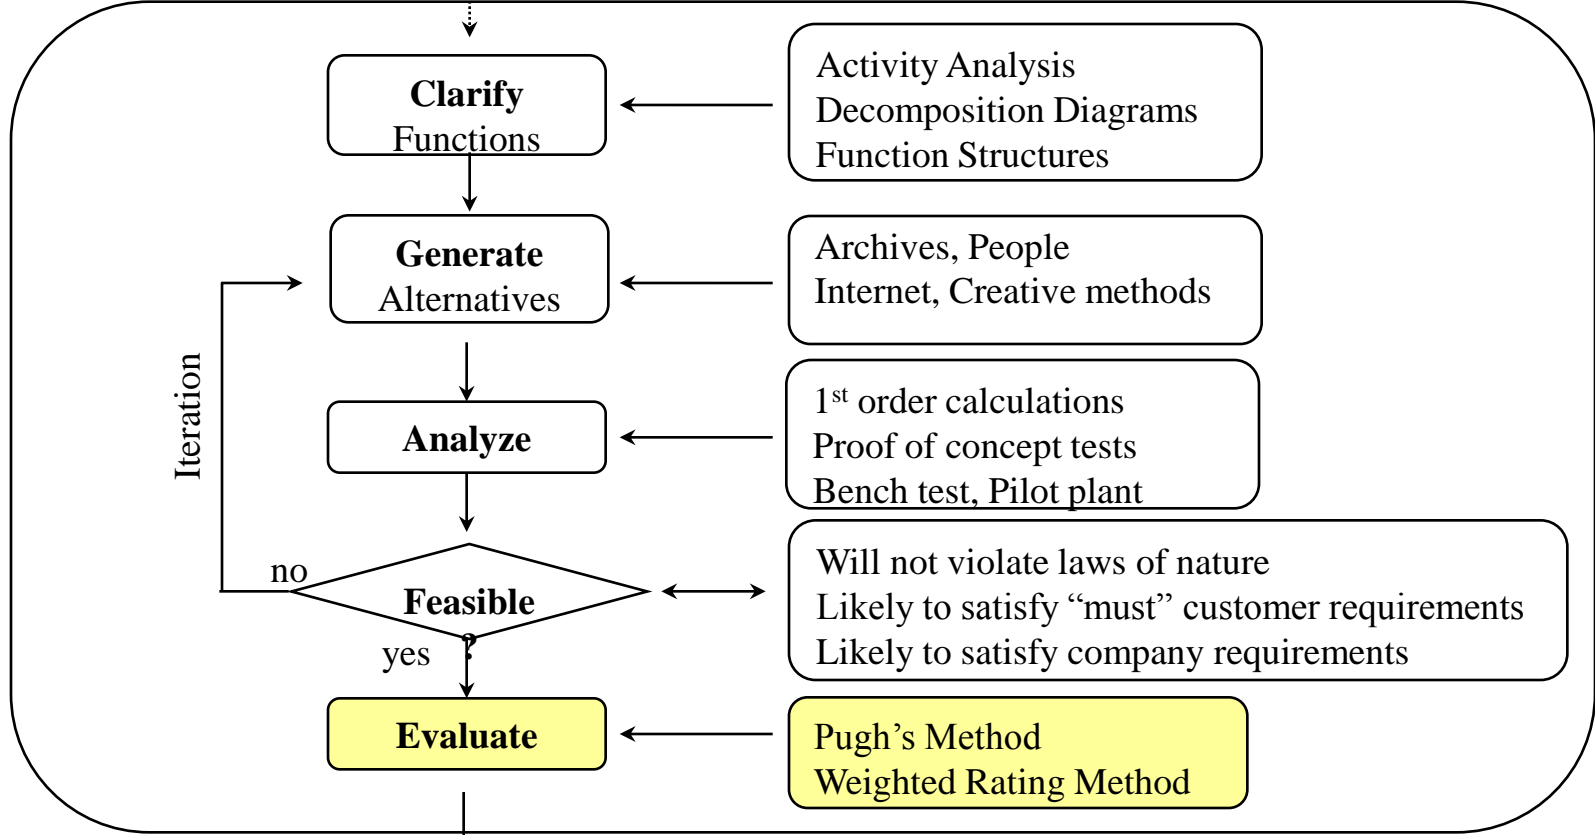 Clarify
Functions
Activity Analysis
Decomposition Diagrams
Function Structures
Generate
Alternatives
Archives, People
Internet, Creative methods
Iteration
Analyze
1st order calculations
Proof of concept tests
Bench test, Pilot plant
no
Feasible
?
yes
Will not violate laws of nature
Likely to satisfy “must” customer requirements
Likely to satisfy company requirements
Evaluate
Pugh’s Method
Weighted Rating Method